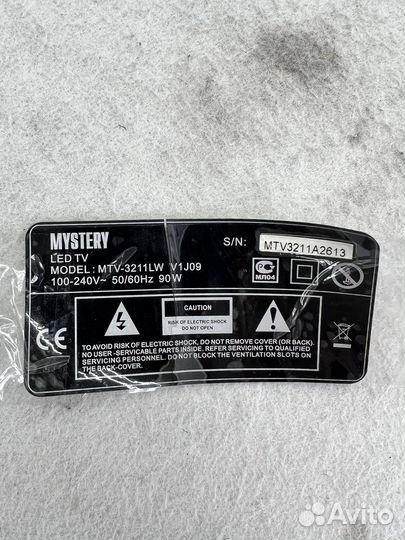 MYSTERY
LED TV
MODEL : MTV-3211LW V1J09
100-240V~ 50/60Hz 90W
S/N:
MTV3211A2613
МЛ04
CE
CAUTION
RISK OF ELECTRIC SHOCK
DO NOT OPEN
TO AVOID RISK OF ELECTRIC SHOCK, DO NOT REMOVE COVER (OR BACK).
NO USER -SERVICABLE PARTS INSIDE. REFER SERVICING TO QUALIFIED
SERVICING PERSONNEL. DO NOT BLOCK THE VENTILATION SLOTS ON
THE BACK-COVER.
Avito